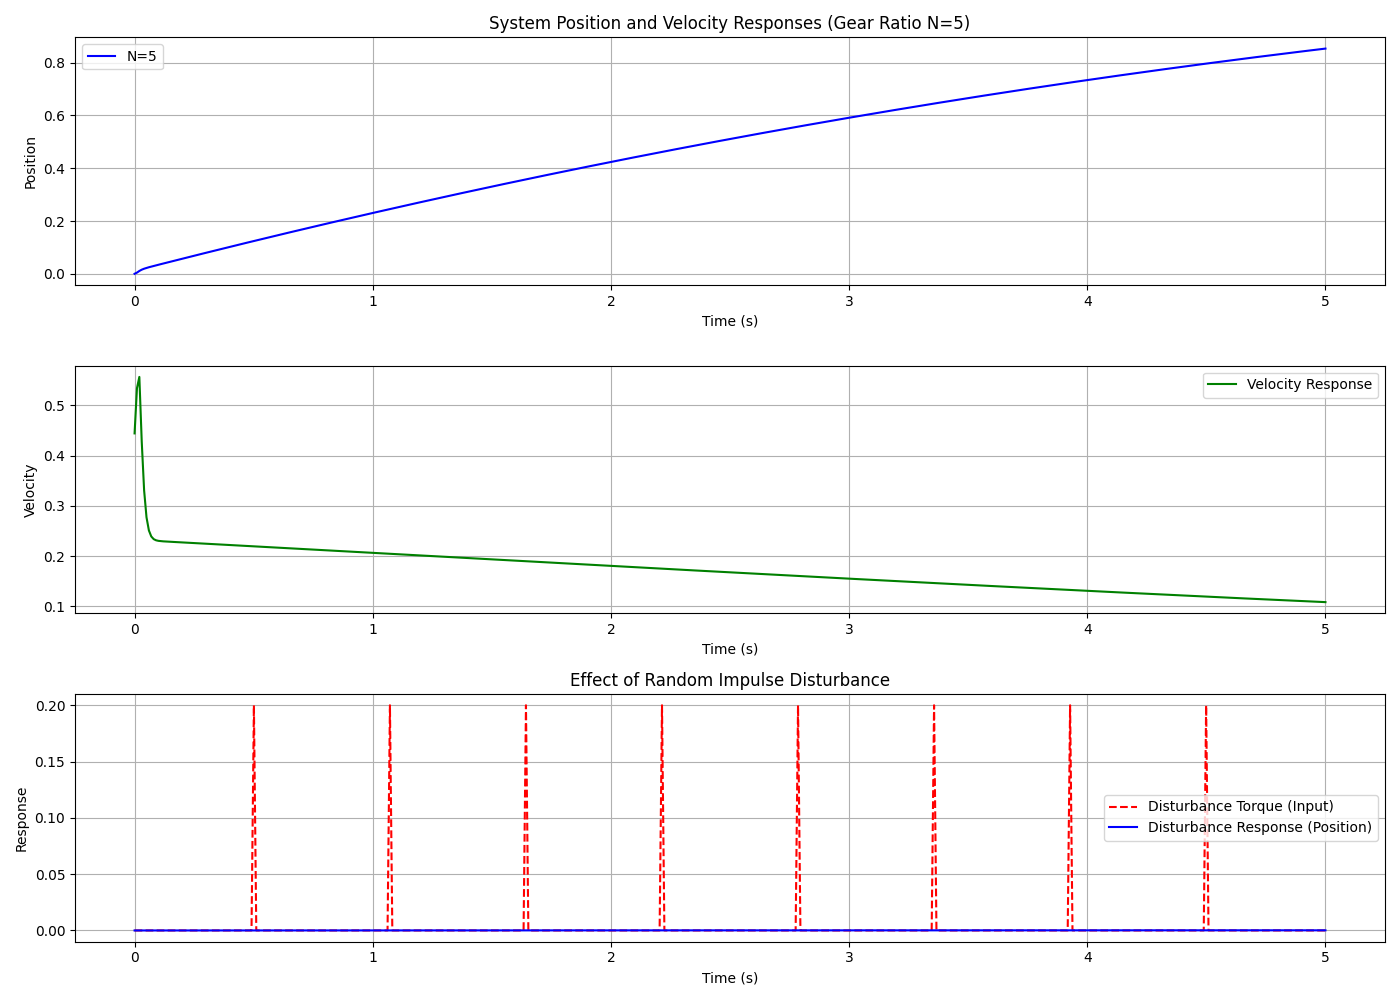 System Position and Velocity Responses (Gear Ratio N=5)
N=5
Position
0.8
0.6
0.4
0.2
0.0
0 1 2 3 4 5
Time (s)
Velocity Response
Velocity
0.5
0.4
0.3
0.2
0.1
0 1 2 3 4 5
Time (s)
Effect of Random Impulse Disturbance
Response
0.20
0.15
0.10
0.05
0.00
Disturbance Torque (Input)
Disturbance Response (Position)
0 1 2 3 4 5
Time (s)